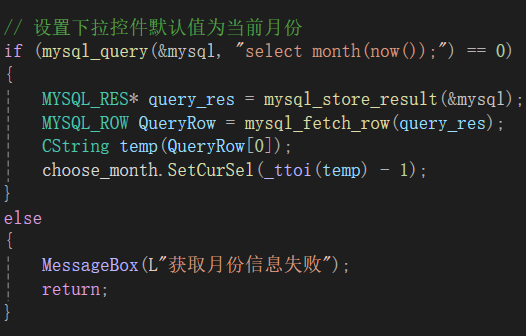 // 设置下拉控件默认值为当前月份
if (mysql_query(&mysql, "select month(now());") == 0)
{
MYSQL_RES* query_res = mysql_store_result(&mysql);
MYSQL_ROW QueryRow = mysql_fetch_row(query_res);
CString temp(QueryRow[0]);
choose_month.SetCurSel(_ttoi(temp) - 1);
}
else
{
MessageBox(L"获取月份信息失败");
return;
}